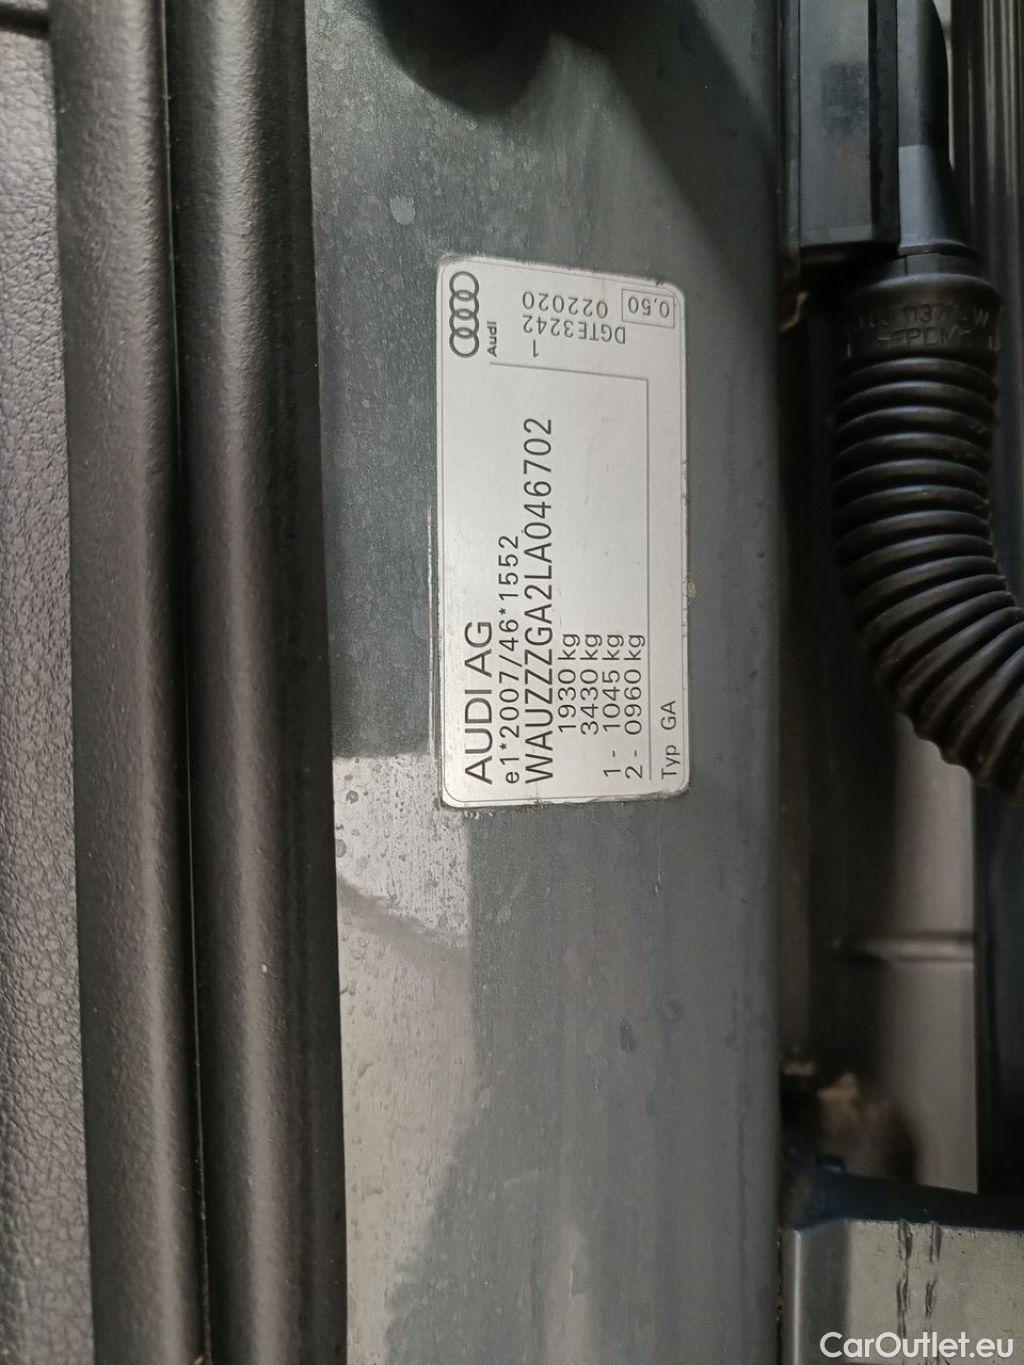 AUDI AG
e1*2007/46*1552
WAUZZZGA2LA046702
1930 kg
3430 kg
1 - 1045 kg
2 - 0960 kg
Typ GA
Audi
1
DGTE3242
022020
0,50
CarOutlet.eu